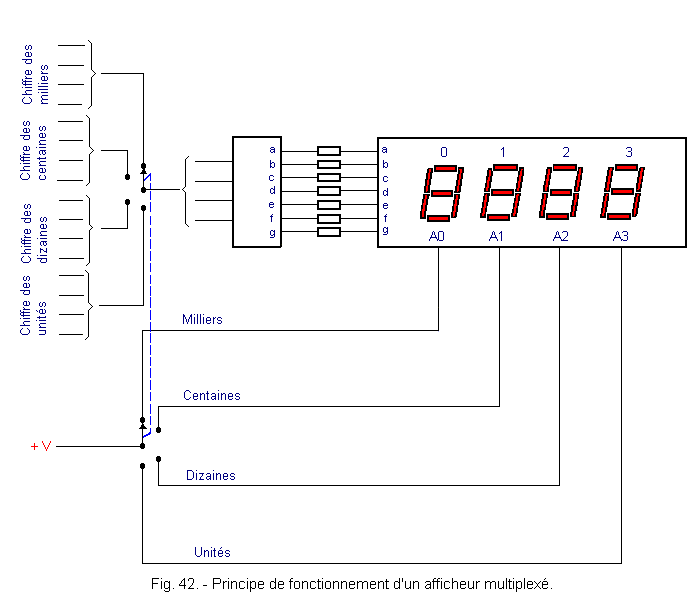 Chiffre des
milliers
Chiffre des
centaines
Chiffre des
dizaines
Chiffre des
unités
a
b
c
d
e
f
g
a
b
c
d
e
f
g
0 1 2 3
A0 A1 A2 A3
Milliers
Centaines
+ V
Dizaines
Unités
Fig. 42. - Principe de fonctionnement d'un afficheur multiplexé.